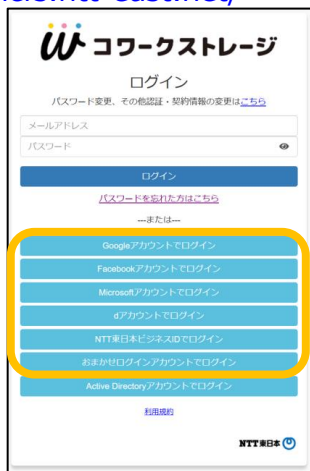 コワークストレージ
ログイン
パスワード変更、その他認証・契約情報の変更はこちら
メールアドレス
パスワード
ログイン
パスワードを忘れた方はこちら
---または---
Googleアカウントでログイン
Facebookアカウントでログイン
Microsoftアカウントでログイン
dアカウントでログイン
NTT東日本ビジネスIDでログイン
おまかせログインアカウントでログイン
Active Directoryアカウントでログイン
利用規約
NTT東日本